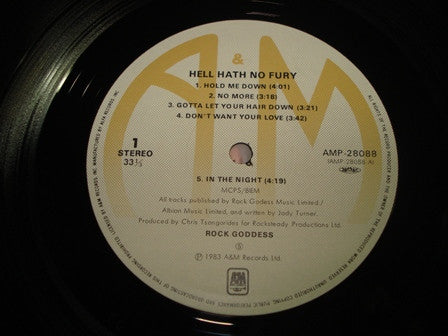 A&M
HELL HATH NO FURY
1. HOLD ME DOWN (4:01)
2. NO MORE (3:18)
3. GOTTA LET YOUR HAIR DOWN (3:21)
4. DON'T WANT YOUR LOVE (3:42)
1
STEREO
33⅓
AMP-28088
(AMP-28088 A)
5. IN THE NIGHT (4:19)
MCPS/BIEM
All tracks published by Rock Godess Music Limited/
Albion Music Limited, and written by Jody Turner.
Produced by Chris Tsangarides for Rocksteady Productions Ltd.
ROCK GODDESS
Ⓢ
Ⓟ 1983 A&M Records Ltd.
A&M